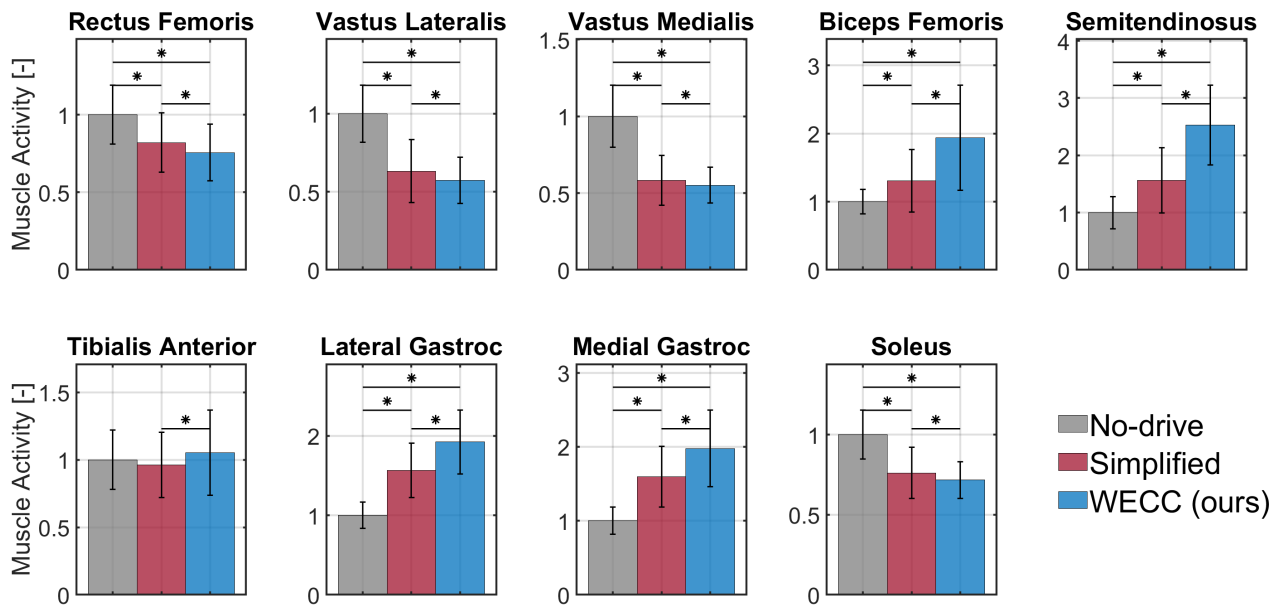 Rectus Femoris
Vastus Lateralis
Vastus Medialis
Biceps Femoris
Semitendinosus
Muscle Activity [-]
1
0.5
0
* * *
1
0.5
0
* * *
1.5
1
0.5
0
* * *
3
2
1
0
* * *
4
3
2
1
0
* * *
Tibialis Anterior
Lateral Gastroc
Medial Gastroc
Soleus
Muscle Activity [-]
1.5
1
0.5
0
*
2
1
0
* * *
3
2
1
0
* * *
1
0.5
0
* * *
No-drive
Simplified
WECC (ours)